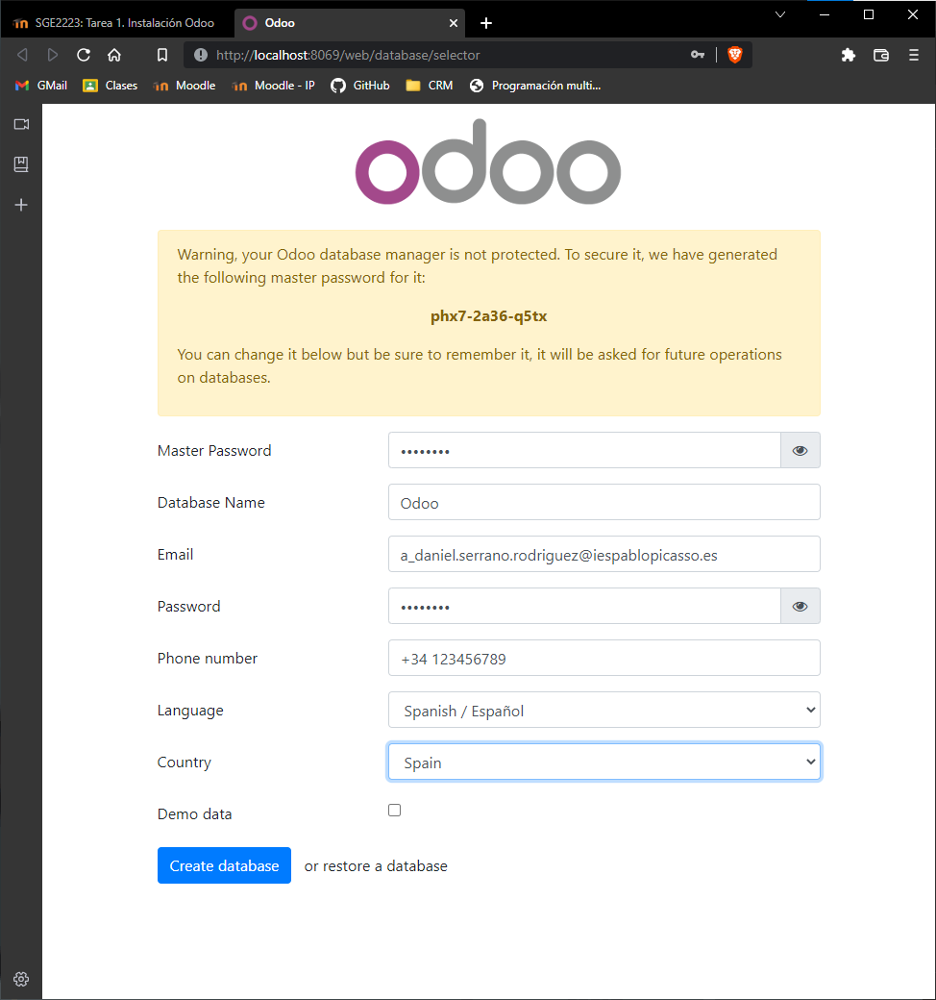 SGE2223: Tarea 1. Instalación Odoo
Odoo
http://localhost:8069/web/database/selector
GMail Clases Moodle Moodle - IP GitHub CRM Programación multi...
odoo
Warning, your Odoo database manager is not protected. To secure it, we have generated
the following master password for it:
phx7-2a36-q5tx
You can change it below but be sure to remember it, it will be asked for future operations
on databases.
Master Password ••••••••
Database Name Odoo
Email a_daniel.serrano.rodriguez@iespablopicasso.es
Password ••••••••
Phone number +34 123456789
Language Spanish / Español
Country Spain
Demo data
Create database or restore a database